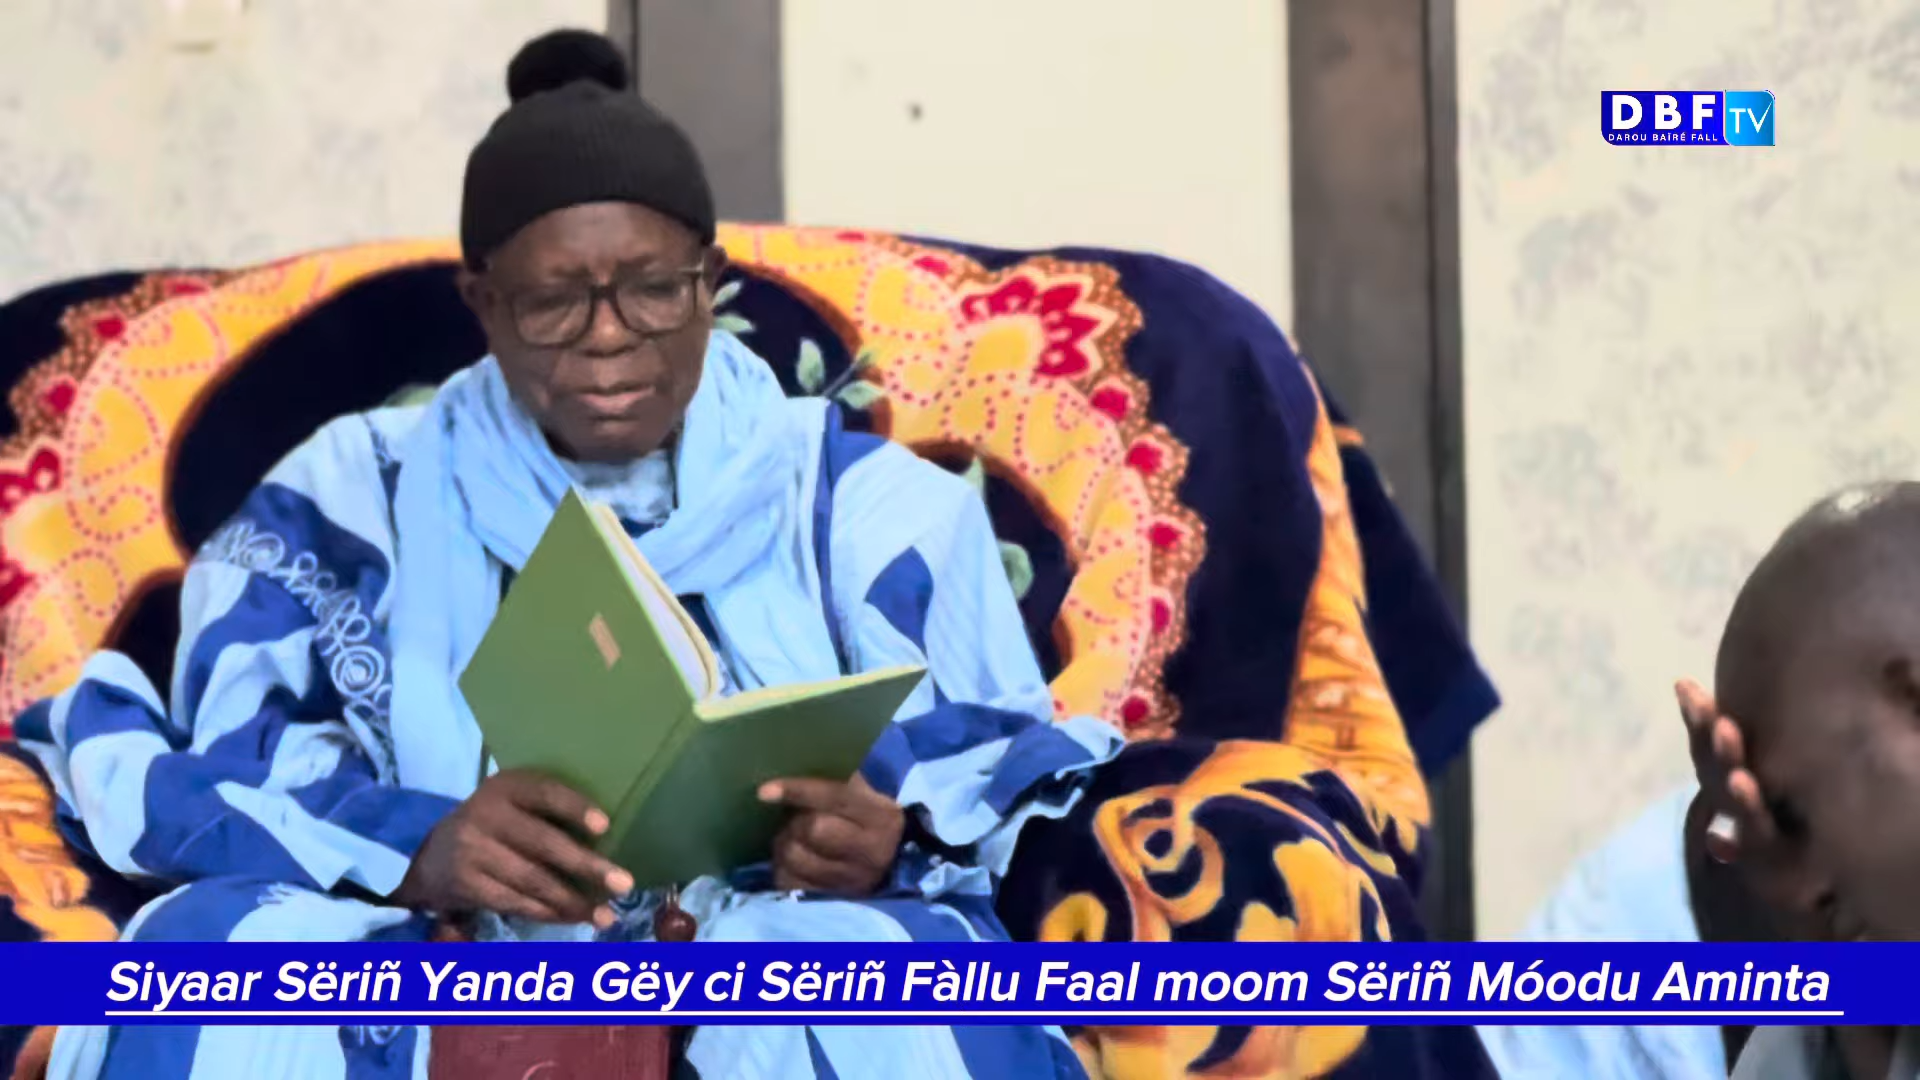 DBF TV
DAROU BAÏRÉ FALL
Siyaar Sëriñ Yanda Gëy ci Sëriñ Fàllu Faal moom Sëriñ Móodu Aminta